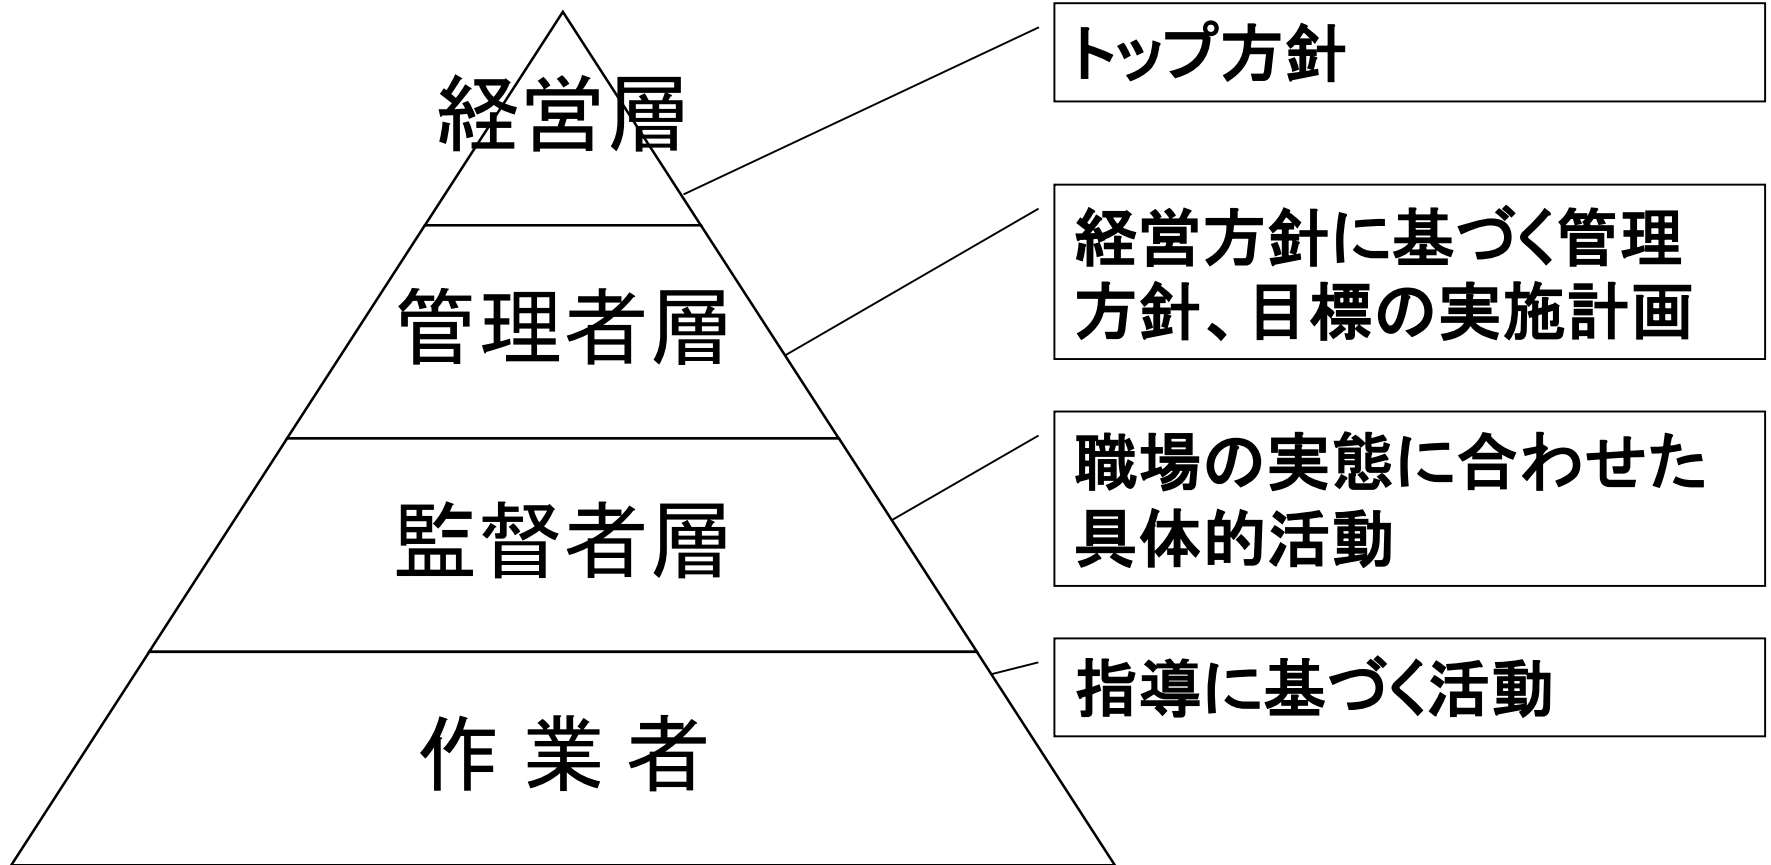 経営層
トップ方針
管理者層
経営方針に基づく管理
方針、目標の実施計画
監督者層
職場の実態に合わせた
具体的活動
作 業 者
指導に基づく活動